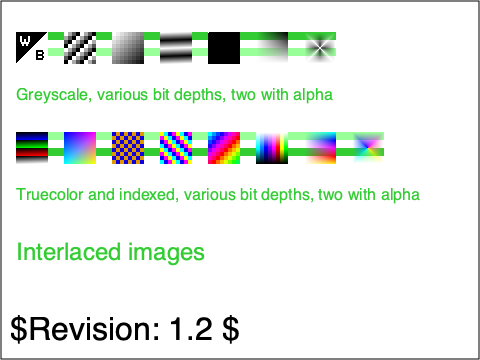 W
B
Greyscale, various bit depths, two with alpha
Truecolor and indexed, various bit depths, two with alpha
Interlaced images
$Revision: 1.2 $